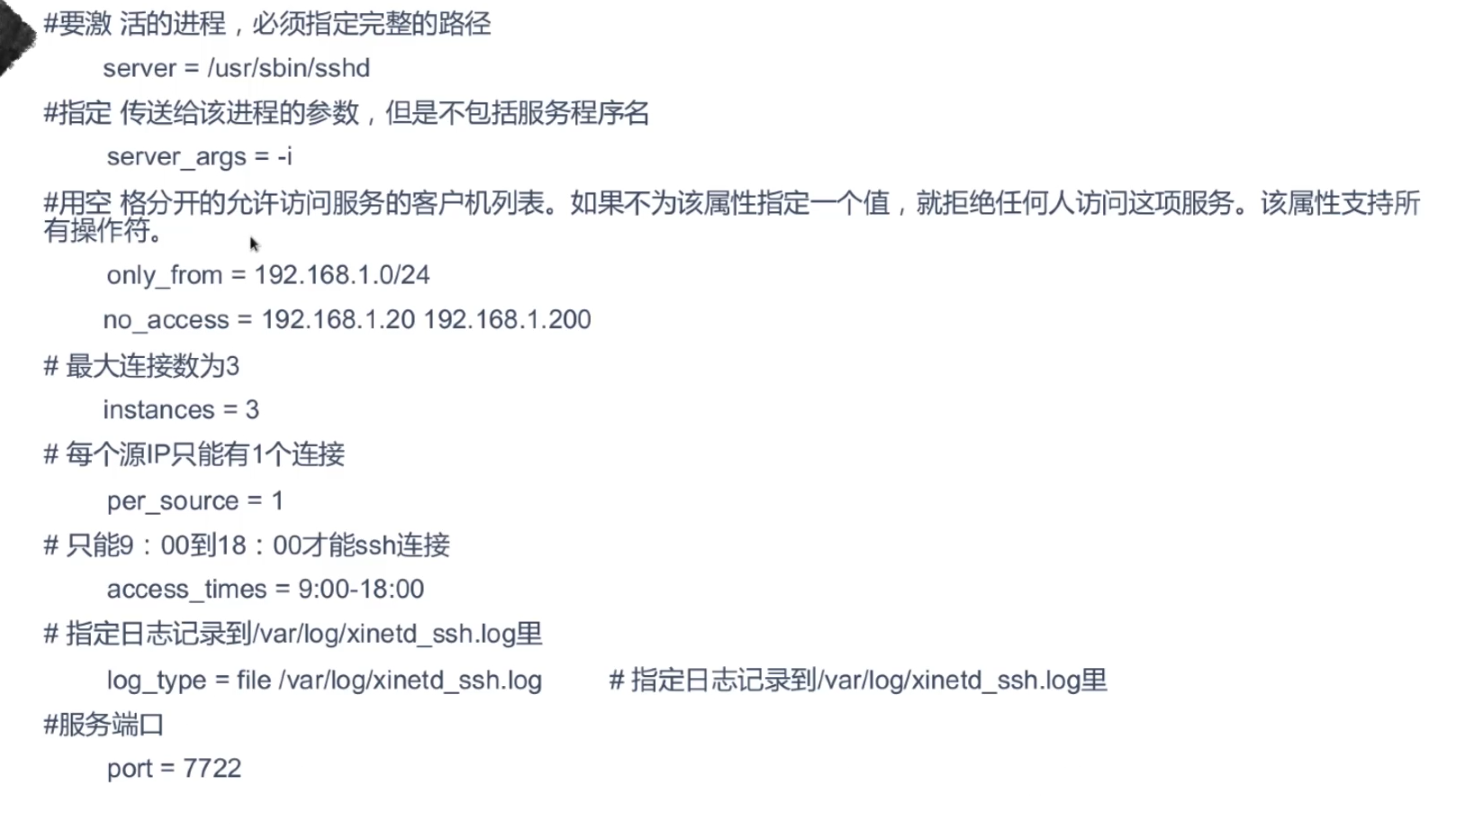 #要激 活的进程，必须指定完整的路径
server = /usr/sbin/sshd
#指定 传送给该进程的参数，但是不包括服务程序名
server_args = -i
#用空 格分开的允许访问服务的客户机列表。如果不为该属性指定一个值，就拒绝任何人访问这项服务。该属性支持所
有操作符。
only_from = 192.168.1.0/24
no_access = 192.168.1.20 192.168.1.200
# 最大连接数为3
instances = 3
# 每个源IP只能有1个连接
per_source = 1
# 只能9：00到18：00才能ssh连接
access_times = 9:00-18:00
# 指定日志记录到/var/log/xinetd_ssh.log里
log_type = file /var/log/xinetd_ssh.log # 指定日志记录到/var/log/xinetd_ssh.log里
#服务端口
port = 7722